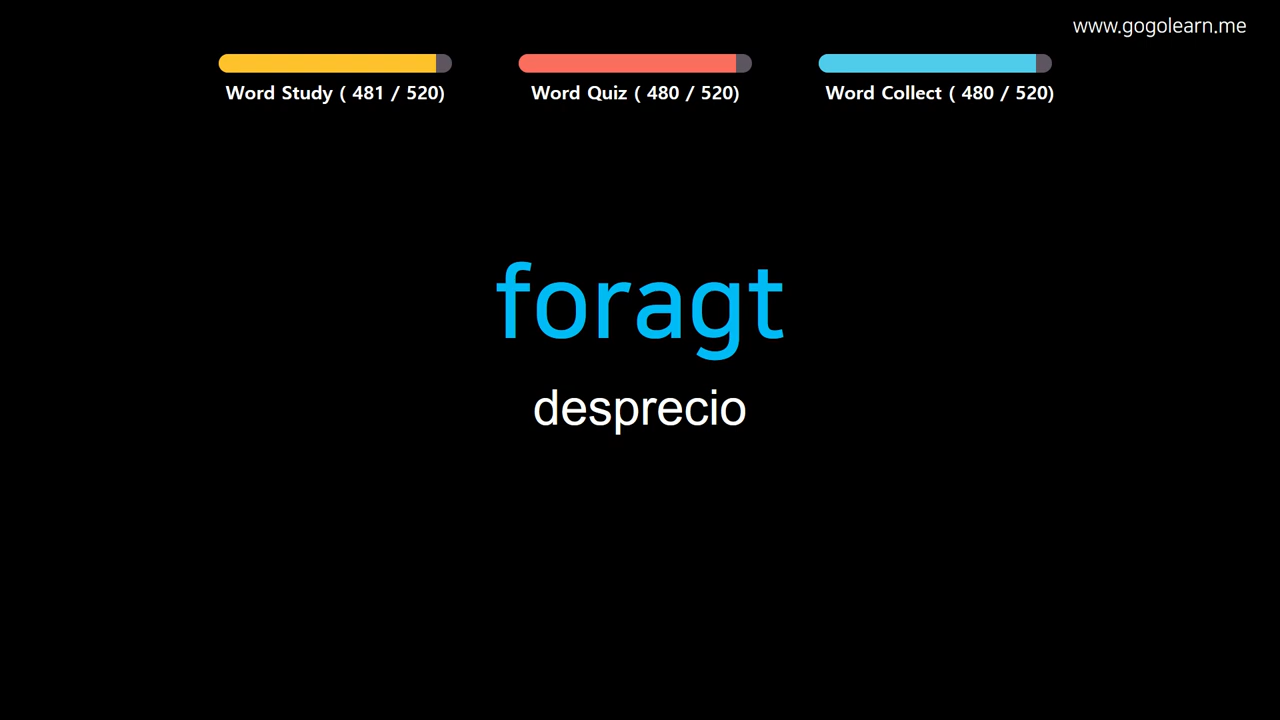 www.gogolearn.me
Word Study ( 481 / 520)
Word Quiz ( 480 / 520)
Word Collect ( 480 / 520)
foragt
desprecio